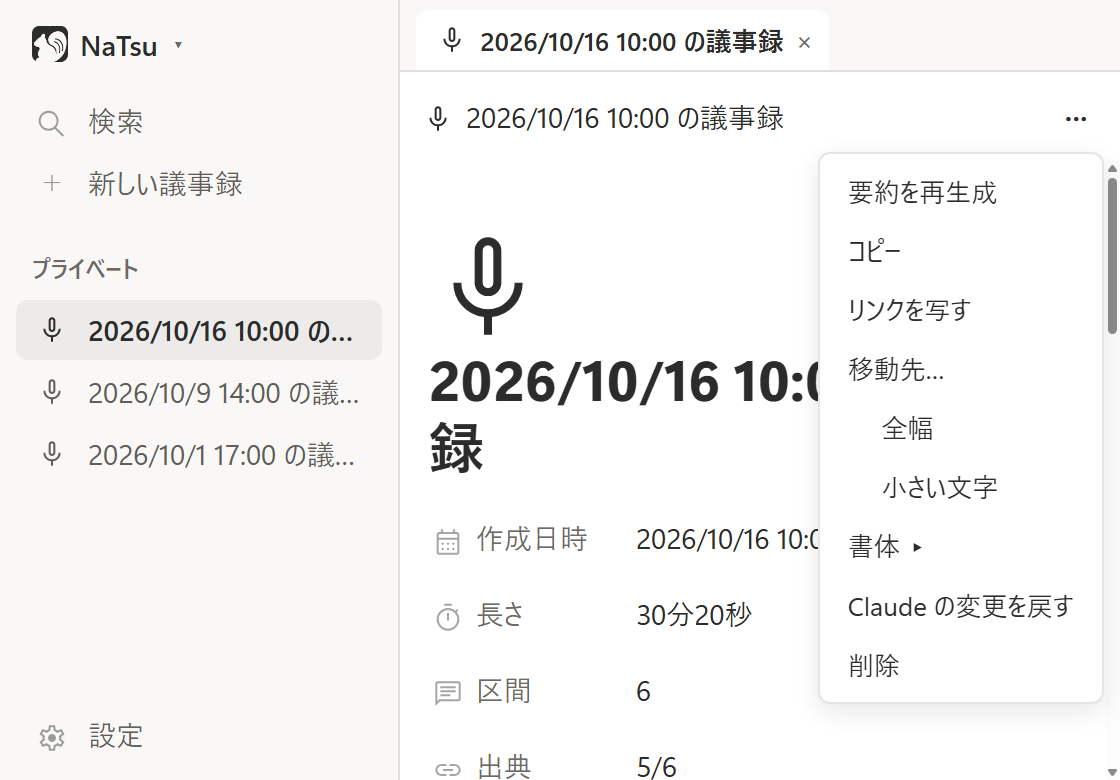 NaTsu
検索
新しい議事録
プライベート
2026/10/16 10:00 の...
2026/10/9 14:00 の議...
2026/10/1 17:00 の議...
設定
2026/10/16 10:00 の議事録
2026/10/16 10:00 の議事録
2026/10/16 10:0
録
作成日時 2026/10/16 10:0
長さ 30分20秒
区間 6
出典 5/6
要約を再生成
コピー
リンクを写す
移動先...
全幅
小さい文字
書体
Claude の変更を戻す
削除